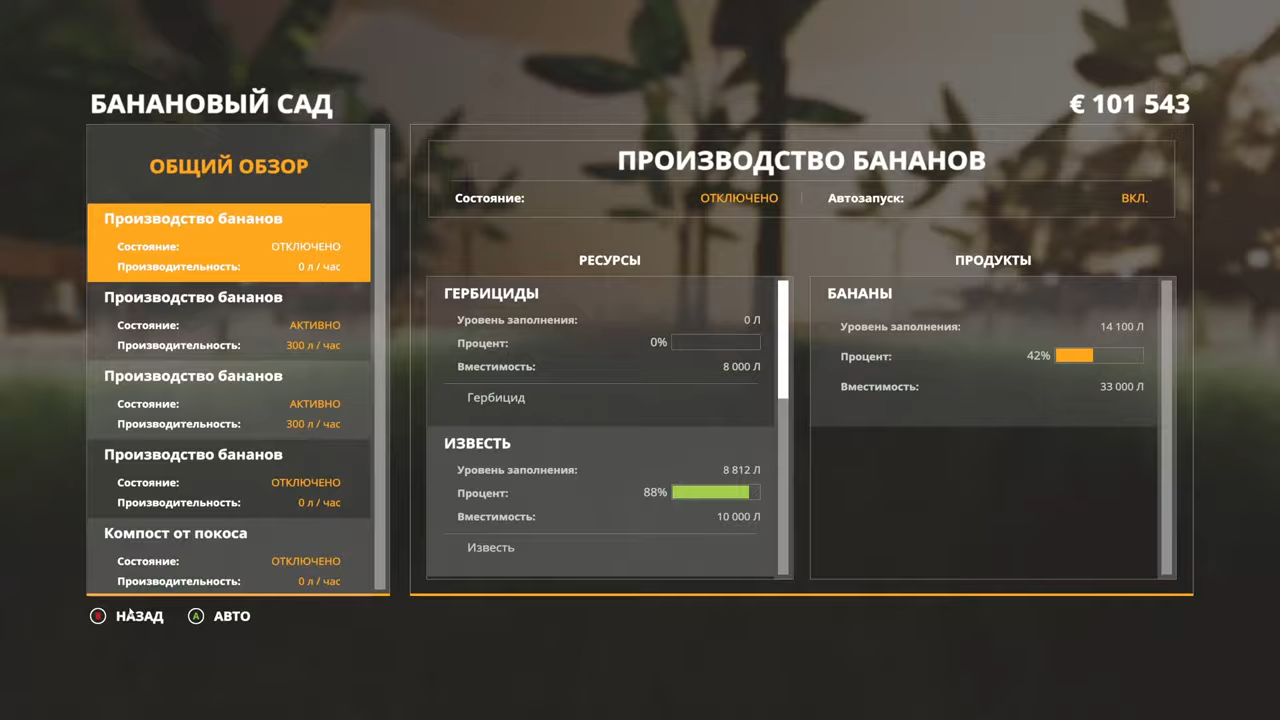 БАНАНОВЫЙ САД
€ 101 543
ОБЩИЙ ОБЗОР
Производство бананов
Состояние: ОТКЛЮЧЕНО
Производительность: 0 л / час
Производство бананов
Состояние: АКТИВНО
Производительность: 300 л / час
Производство бананов
Состояние: АКТИВНО
Производительность: 300 л / час
Производство бананов
Состояние: ОТКЛЮЧЕНО
Производительность: 0 л / час
Компост от покоса
Состояние: ОТКЛЮЧЕНО
Производительность: 0 л / час
ПРОИЗВОДСТВО БАНАНОВ
Состояние: ОТКЛЮЧЕНО Автозапуск: ВКЛ.
РЕСУРСЫ
ГЕРБИЦИДЫ
Уровень заполнения: 0 Л
Процент: 0%
Вместимость: 8 000 Л
Гербицид
ИЗВЕСТЬ
Уровень заполнения: 8 812 Л
Процент: 88%
Вместимость: 10 000 Л
Известь
ПРОДУКТЫ
БАНАНЫ
Уровень заполнения: 14 100 Л
Процент: 42%
Вместимость: 33 000 Л
B НАЗАД A АВТО